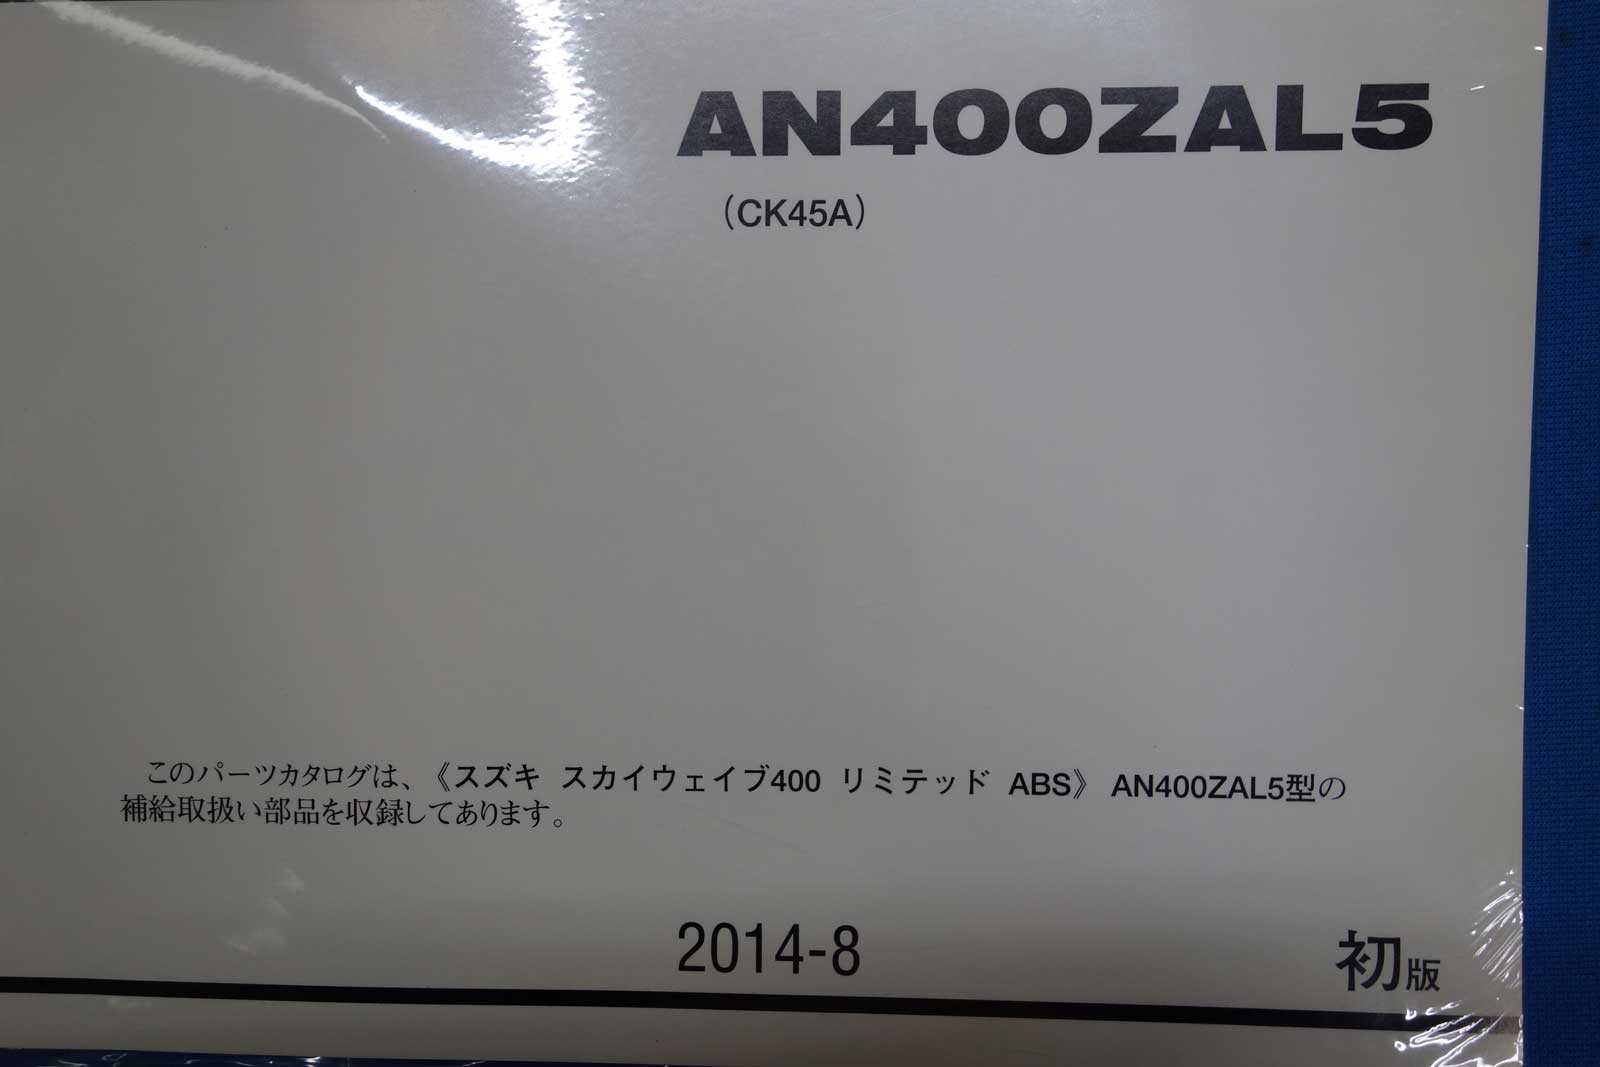 AN400ZAL5
（CK45A）
このパーツカタログは、《スズキ スカイウェイブ400 リミテッド ABS》 AN400ZAL5型の
補給取扱い部品を収録してあります。
2014-8
初版